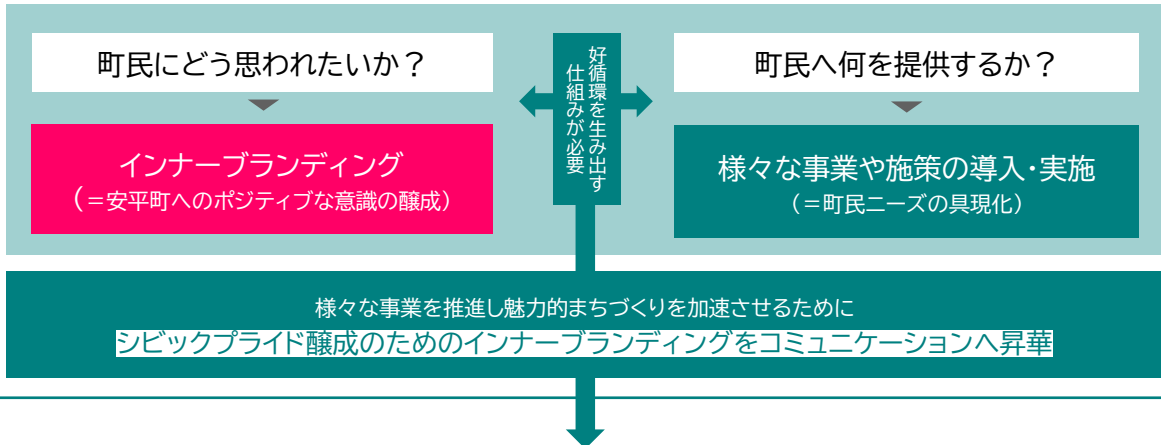 町民にどう思われたいか？
インナーブランディング
（＝安平町へのポジティブな意識の醸成）
好循環を生み出す
仕組みが必要
町民へ何を提供するか？
様々な事業や施策の導入・実施
（＝町民ニーズの具現化）
様々な事業を推進し魅力的まちづくりを加速させるために
シビックプライド醸成のためのインナーブランディングをコミュニケーションへ昇華